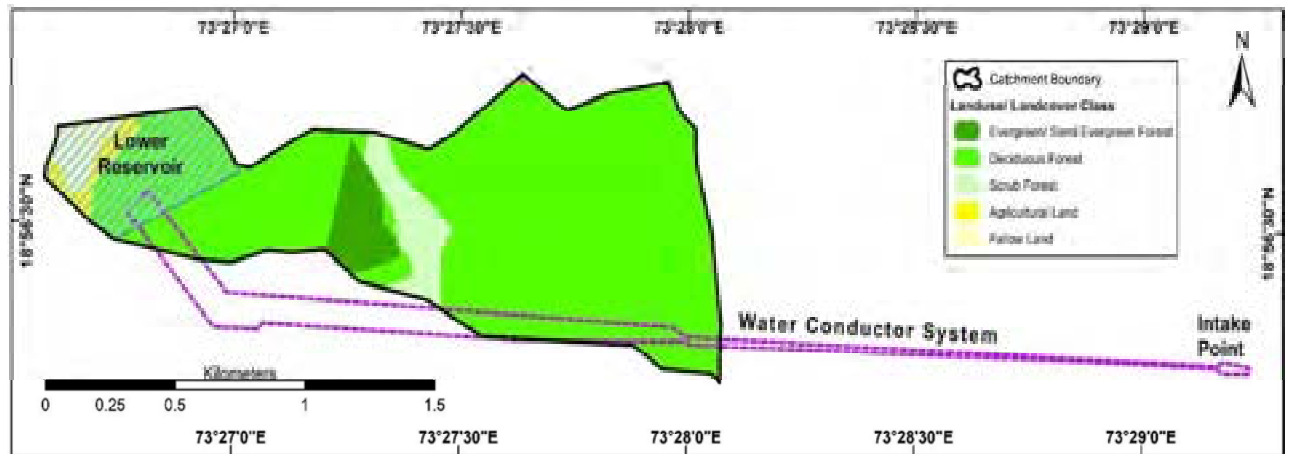 73°27'0"E 73°27'30"E 73°28'0"E 73°28'30"E 73°29'0"E
N
Catchment Boundary
Landuse/ Landcover Class
Evergreen/ Semi Evergreen Forest
Deciduous Forest
Scrub Forest
Agricultural Land
Fallow Land
Lower
Reservoir
18°56'30"N
18°56'30"N
Water Conductor System
Intake
Point
Kilometers
0 0.25 0.5 1 1.5
73°27'0"E 73°27'30"E 73°28'0"E 73°28'30"E 73°29'0"E